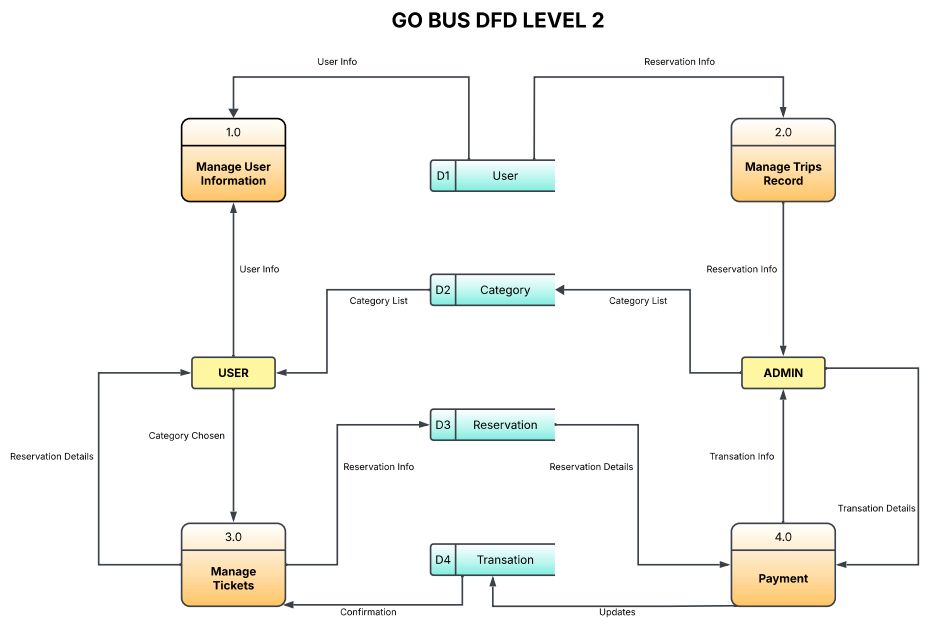 GO BUS DFD LEVEL 2
User Info
Reservation Info
1.0
Manage User
Information
2.0
Manage Trips
Record
D1
User
User Info
Reservation Info
D2
Category
Category List
Category List
USER
ADMIN
Category Chosen
D3
Reservation
Reservation Details
Reservation Info
Reservation Details
Transation Info
Transation Details
3.0
Manage
Tickets
D4
Transation
4.0
Payment
Confirmation
Updates